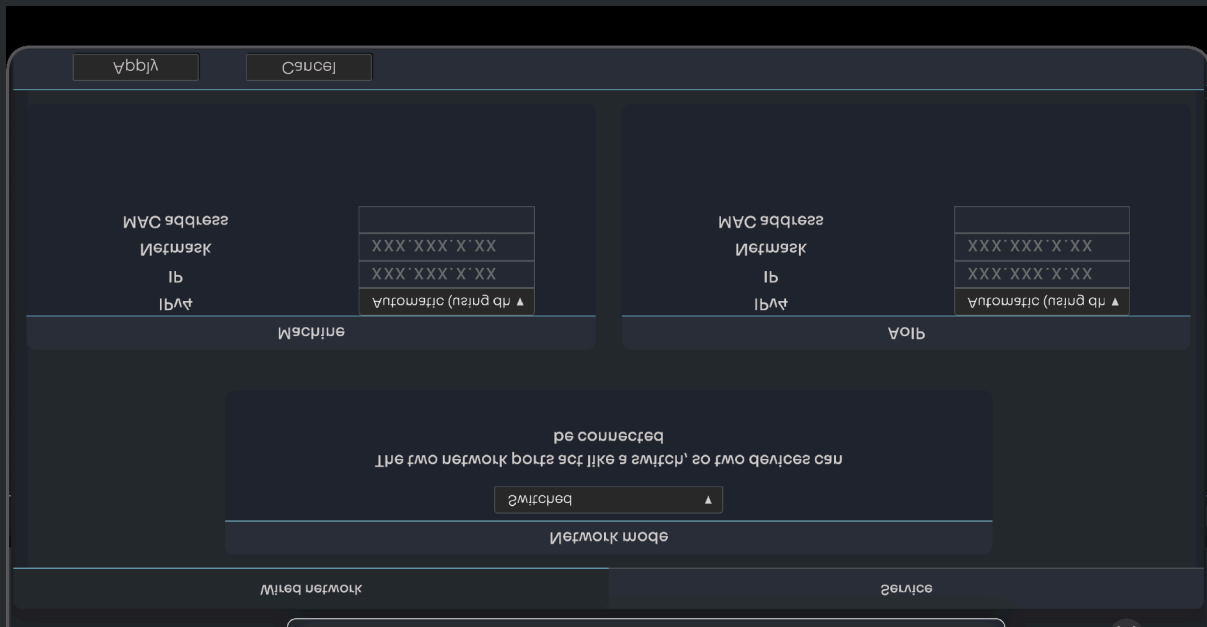 Wired network
Service
Network mode
Switched
The two network ports act like a switch, so two devices can
be connected
Machine
IPv4
Automatic (using dh
IP
XXX.XXX.X.XX
Netmask
XXX.XXX.X.XX
MAC address
AoIP
IPv4
Automatic (using dh
IP
XXX.XXX.X.XX
Netmask
XXX.XXX.X.XX
MAC address
Apply
Cancel